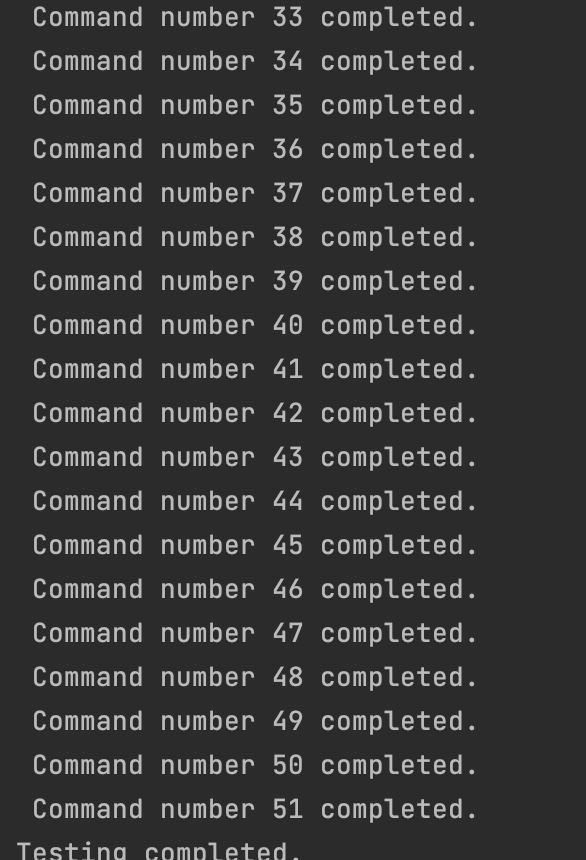 Command number 33 completed.
Command number 34 completed.
Command number 35 completed.
Command number 36 completed.
Command number 37 completed.
Command number 38 completed.
Command number 39 completed.
Command number 40 completed.
Command number 41 completed.
Command number 42 completed.
Command number 43 completed.
Command number 44 completed.
Command number 45 completed.
Command number 46 completed.
Command number 47 completed.
Command number 48 completed.
Command number 49 completed.
Command number 50 completed.
Command number 51 completed.
Testing completed.